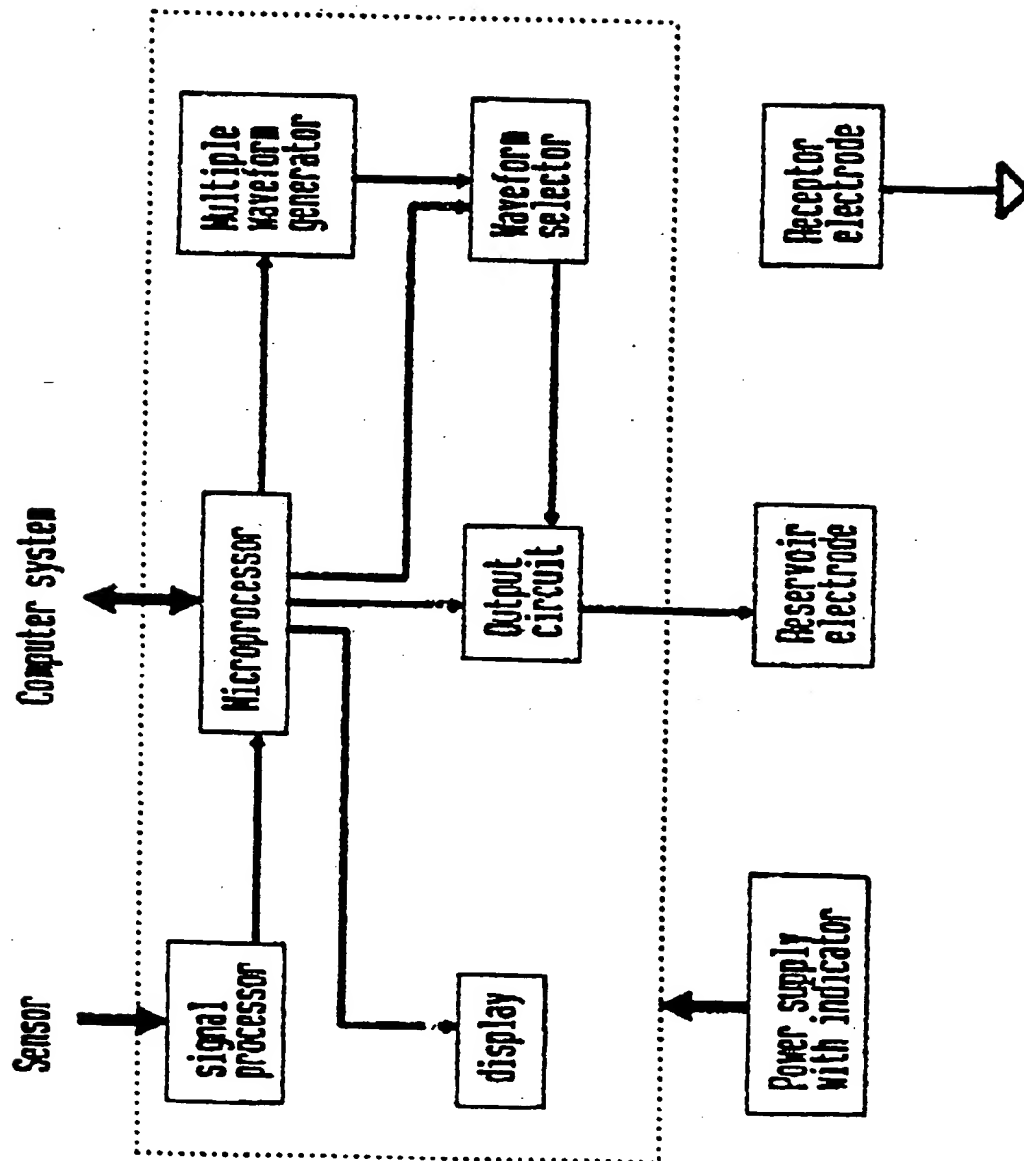 Sensor
Computer system
signal
processor
Microprocessor
Multiple
waveform
generator
display
Output
circuit
Waveform
selector
Power supply
with indicator
Reservoir
electrode
Receptor
electrode